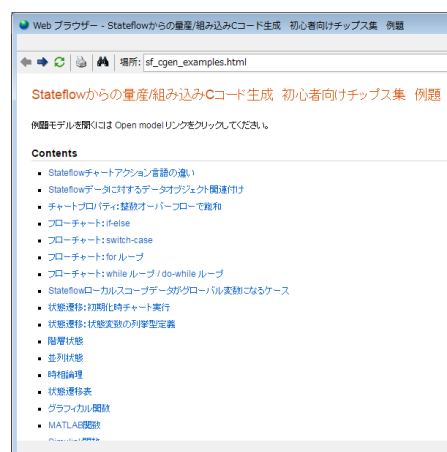 Web ブラウザー - Stateflowからの量産/組み込みCコード生成 初心者向けチップス集 例題
場所: sf_cgen_examples.html
Stateflowからの量産/組み込みCコード生成 初心者向けチップス集 例題
例題モデルを開くには Open model リンクをクリックしてください。
Contents
Stateflowチャートアクション言語の違い
Stateflowデータに対するデータオブジェクト関連付け
チャートプロパティ:整数オーバーフローで飽和
フローチャート: if-else
フローチャート: switch-case
フローチャート: for ループ
フローチャート: while ループ / do-while ループ
Stateflowローカルスコープデータがグローバル変数になるケース
状態遷移:初期化時チャート実行
状態遷移:状態変数の列挙型定義
階層状態
並列状態
時相論理
状態遷移表
グラフィカル関数
MATLAB関数
Simulink関数